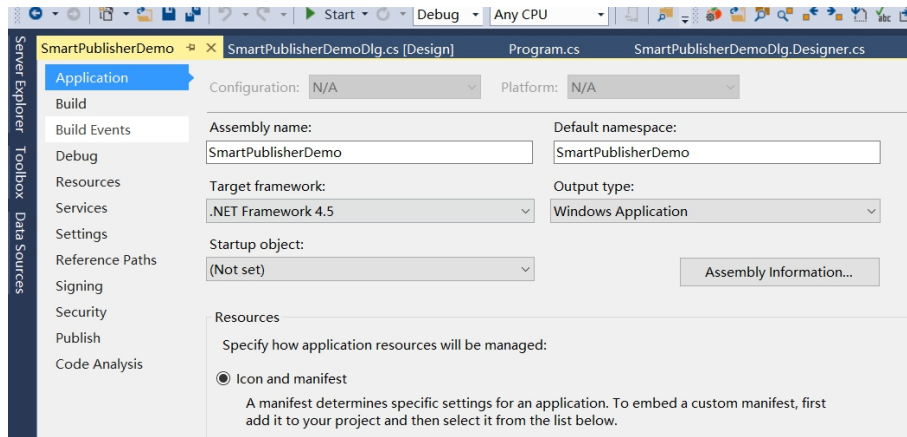 Start Debug Any CPU
Server Explorer
Toolbox
Data Sources
SmartPublisherDemo SmartPublisherDemoDlg.cs [Design] Program.cs SmartPublisherDemoDlg.Designer.cs
Application
Build
Build Events
Debug
Resources
Services
Settings
Reference Paths
Signing
Security
Publish
Code Analysis
Configuration: N/A Platform: N/A
Assembly name: Default namespace:
SmartPublisherDemo SmartPublisherDemo
Target framework: Output type:
.NET Framework 4.5 Windows Application
Startup object:
(Not set) Assembly Information...
Resources
Specify how application resources will be managed:
Icon and manifest
A manifest determines specific settings for an application. To embed a custom manifest, first
add it to your project and then select it from the list below.